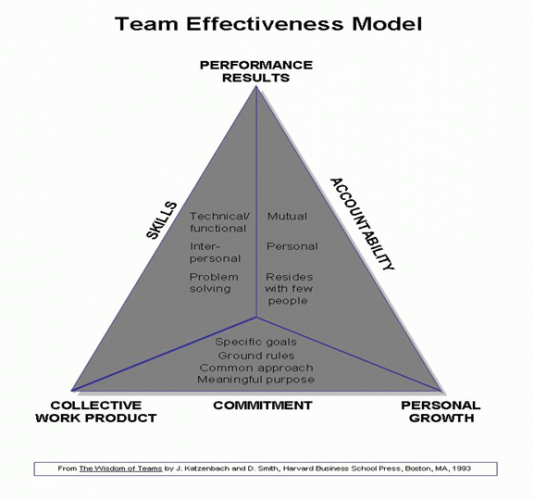 Team Effectiveness Model
PERFORMANCE
RESULTS
SKILLS
ACCOUNTABILITY
Technical/
functional
Inter-
personal
Problem
solving
Mutual
Personal
Resides
with few
people
Specific goals
Ground rules
Common approach
Meaningful purpose
COLLECTIVE
WORK PRODUCT
COMMITMENT
PERSONAL
GROWTH
From The Wisdom of Teams by J. Katzenbach and D. Smith, Harvard Business School Press, Boston, MA, 1993